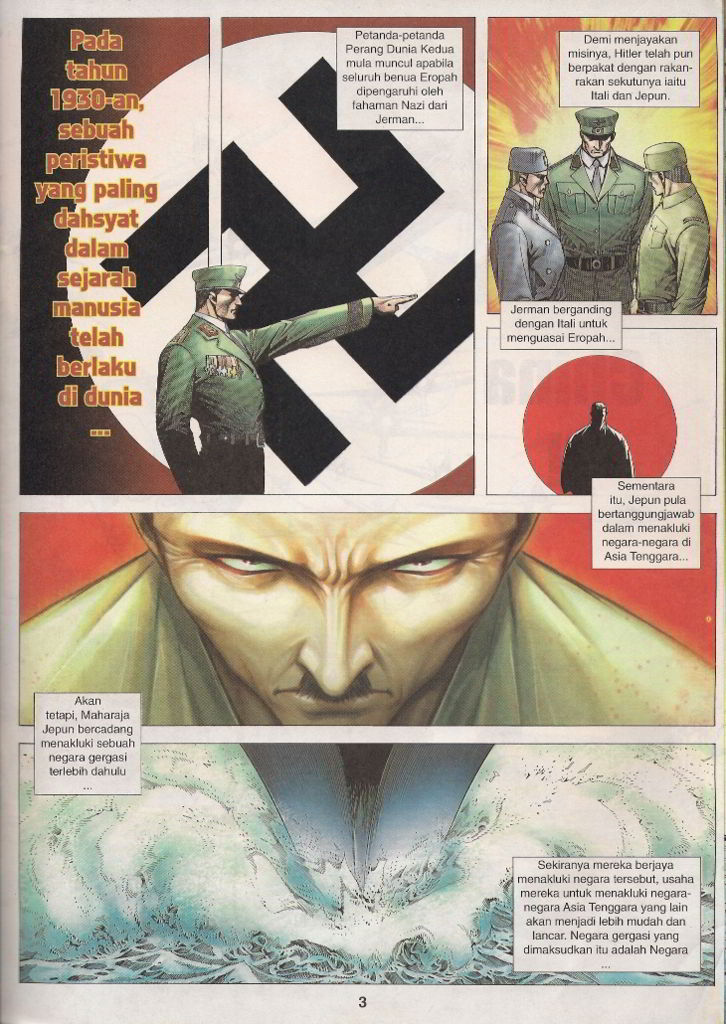 Pada
tahun
1930-an,
sebuah
peristiwa
yang paling
dahsyat
dalam
sejarah
manusia
telah
berlaku
di dunia
...
Petanda-petanda
Perang Dunia Kedua
mula muncul apabila
seluruh benua Eropah
dipengaruhi oleh
fahaman Nazi dari
Jerman...
Demi menjayakan
misinya, Hitler telah pun
berpakat dengan rakan-
rakan sekutunya iaitu
Itali dan Jepun.
Jerman berganding
dengan Itali untuk
menguasai Eropah...
Sementara
itu, Jepun pula
bertanggungjawab
dalam menakluki
negara-negara di
Asia Tenggara...
Akan
tetapi, Maharaja
Jepun bercadang
menakluki sebuah
negara gergasi
terlebih dahulu
...
Sekiranya mereka berjaya
menakluki negara tersebut, usaha
mereka untuk menakluki negara-
negara Asia Tenggara yang lain
akan menjadi lebih mudah dan
lancar. Negara gergasi yang
dimaksudkan itu adalah Negara
...
3